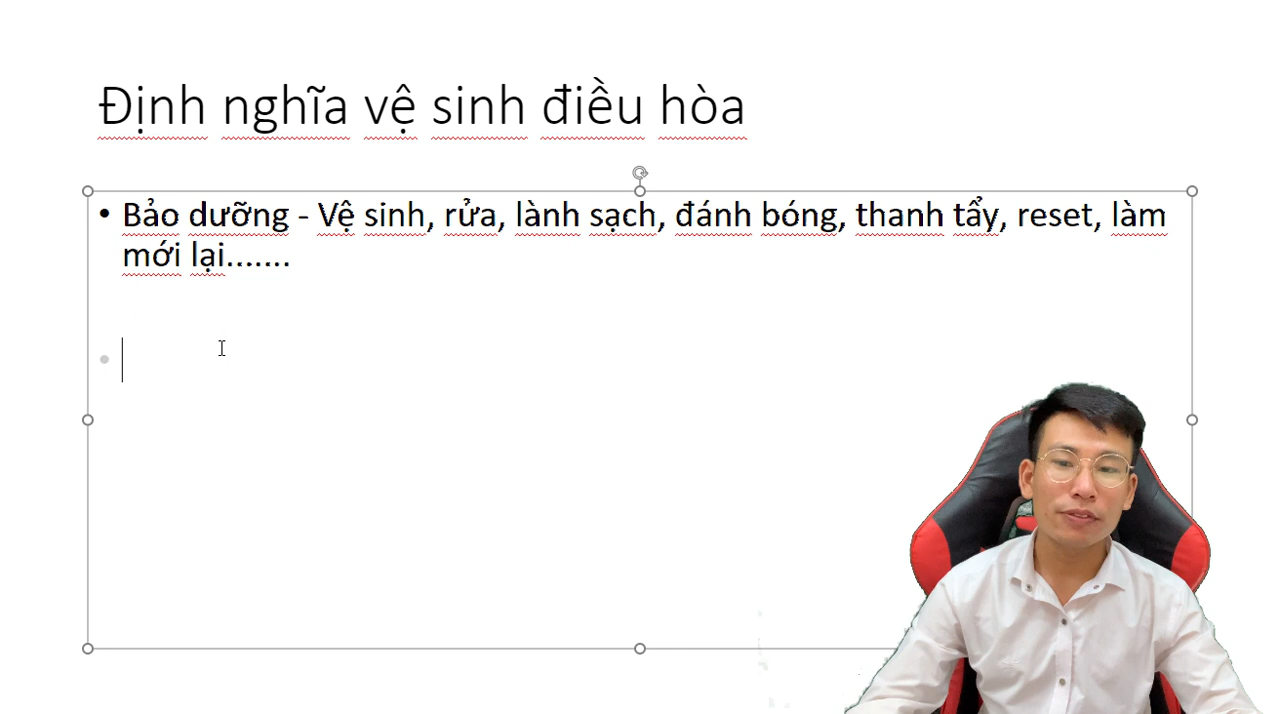 Định nghĩa vệ sinh điều hòa
• Bảo dưỡng - Vệ sinh, rửa, lành sạch, đánh bóng, thanh tẩy, reset, làm
mới lại.......